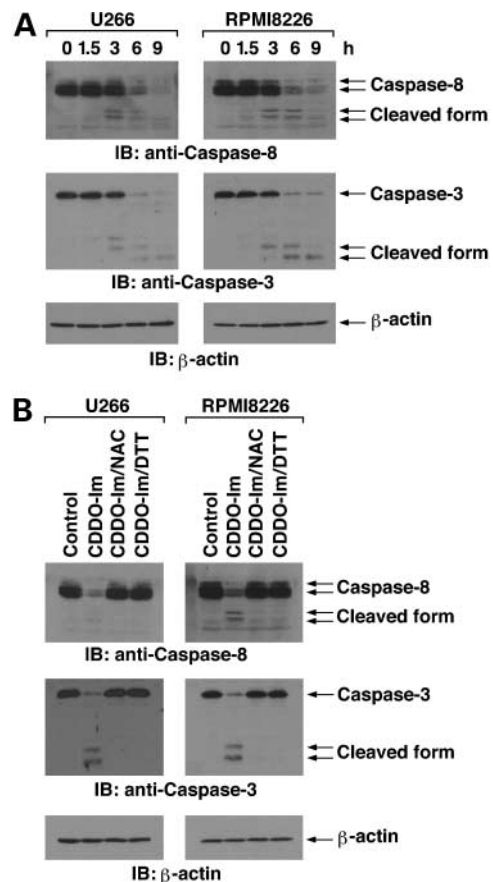 A
U266 RPMI8226
0 1.5 3 6 9 0 1.5 3 6 9 h
Caspase-8
Cleaved form
IB: anti-Caspase-8
Caspase-3
Cleaved form
IB: anti-Caspase-3
β-actin
IB: β-actin
B
U266 RPMI8226
Control CDDO-Im CDDO-Im/NAC CDDO-Im/DTT Control CDDO-Im CDDO-Im/NAC CDDO-Im/DTT
Caspase-8
Cleaved form
IB: anti-Caspase-8
Caspase-3
Cleaved form
IB: anti-Caspase-3
β-actin
IB: β-actin